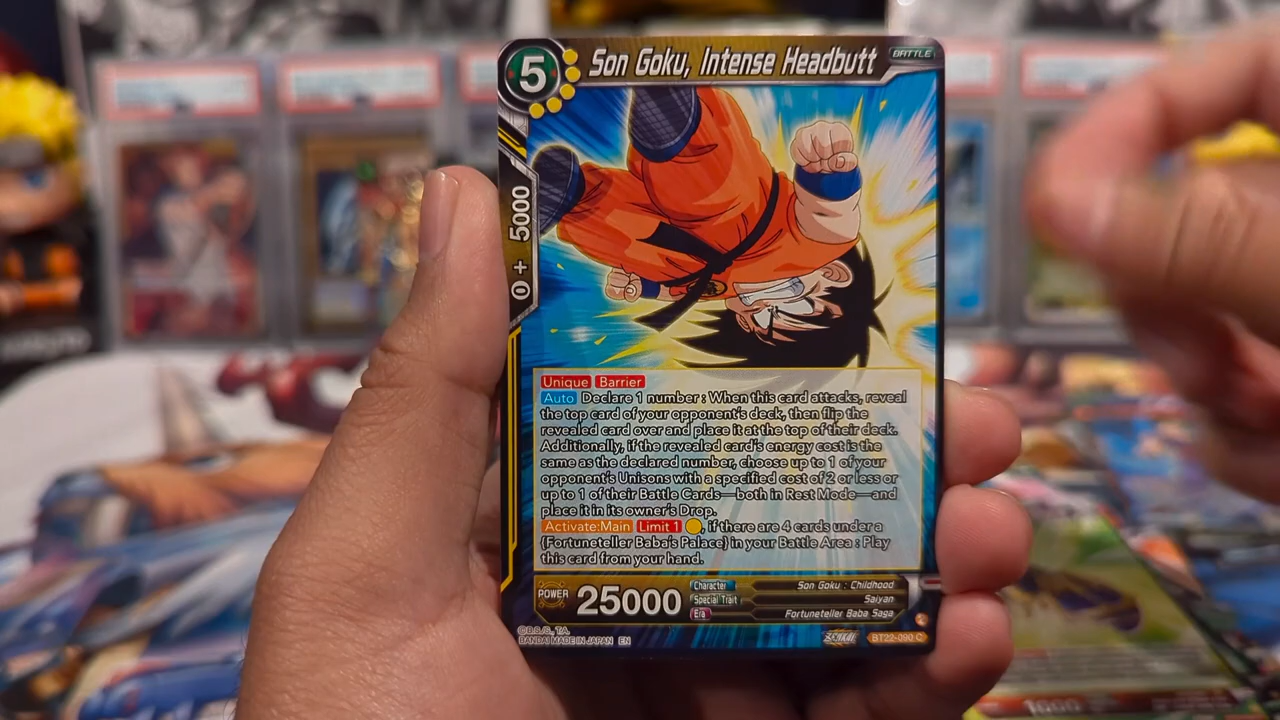 5
Son Goku, Intense Headbutt
BATTLE
0 + 5000
Unique Barrier
Auto Declare 1 number : When this card attacks, reveal
the top card of your opponent's deck, then flip the
revealed card over and place it at the top of their deck.
Additionally, if the revealed card's energy cost is the
same as the declared number, choose up to 1 of your
opponent's Unisons with a specified cost of 2 or less or
up to 1 of their Battle Cards—both in Rest Mode—and
place it in its owner's Drop.
Activate:Main Limit 1 , if there are 4 cards under a
{Fortuneteller Baba's Palace} in your Battle Area : Play
this card from your hand.
POWER 25000
Character Son Goku : Childhood
Special Trait Saiyan
Era Fortuneteller Baba Saga
©B.S./S., T.A.
BANDAI MADE IN JAPAN EN
BT22-090 C